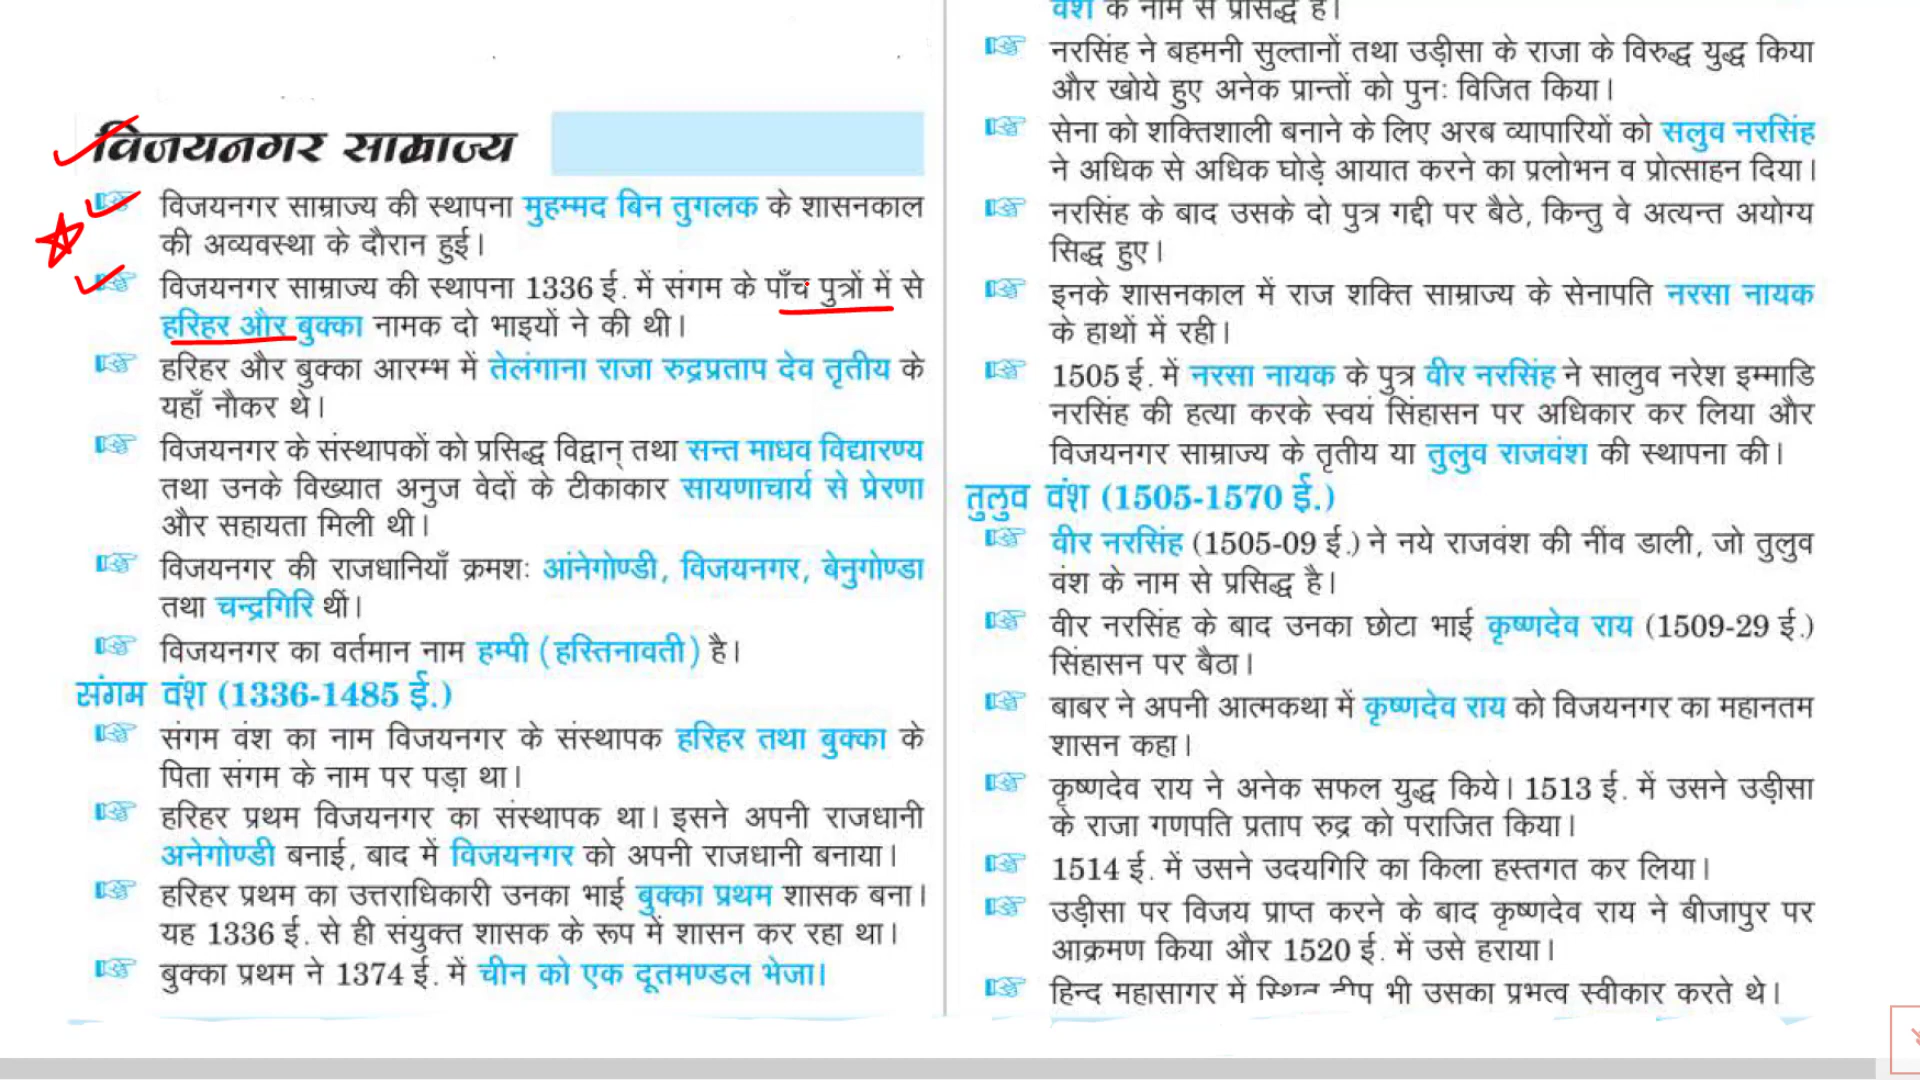 विजयनगर साम्राज्य
विजयनगर साम्राज्य की स्थापना मुहम्मद बिन तुगलक के शासनकाल
की अव्यवस्था के दौरान हुई।
विजयनगर साम्राज्य की स्थापना 1336 ई. में संगम के पाँच पुत्रों में से
हरिहर और बुक्का नामक दो भाइयों ने की थी।
हरिहर और बुक्का आरम्भ में तेलंगाना राजा रुद्रप्रताप देव तृतीय के
यहाँ नौकर थे।
विजयनगर के संस्थापकों को प्रसिद्ध विद्वान् तथा सन्त माधव विद्यारण्य
तथा उनके विख्यात अनुज वेदों के टीकाकार सायणाचार्य से प्रेरणा
और सहायता मिली थी।
विजयनगर की राजधानियाँ क्रमशः आंनेगोण्डी, विजयनगर, बेनुगोण्डा
तथा चन्द्रगिरि थीं।
विजयनगर का वर्तमान नाम हम्पी (हस्तिनावती) है।
संगम वंश (1336-1485 ई.)
संगम वंश का नाम विजयनगर के संस्थापक हरिहर तथा बुक्का के
पिता संगम के नाम पर पड़ा था।
हरिहर प्रथम विजयनगर का संस्थापक था। इसने अपनी राजधानी
अनेगोण्डी बनाई, बाद में विजयनगर को अपनी राजधानी बनाया।
हरिहर प्रथम का उत्तराधिकारी उनका भाई बुक्का प्रथम शासक बना।
यह 1336 ई. से ही संयुक्त शासक के रूप में शासन कर रहा था।
बुक्का प्रथम ने 1374 ई. में चीन को एक दूतमण्डल भेजा।
वंश के नाम से प्रसिद्ध है।
नरसिंह ने बहमनी सुल्तानों तथा उड़ीसा के राजा के विरुद्ध युद्ध किया
और खोये हुए अनेक प्रान्तों को पुनः विजित किया।
सेना को शक्तिशाली बनाने के लिए अरब व्यापारियों को सलुव नरसिंह
ने अधिक से अधिक घोड़े आयात करने का प्रलोभन व प्रोत्साहन दिया।
नरसिंह के बाद उसके दो पुत्र गद्दी पर बैठे, किन्तु वे अत्यन्त अयोग्य
सिद्ध हुए।
इनके शासनकाल में राज शक्ति साम्राज्य के सेनापति नरसा नायक
के हाथों में रही।
1505 ई. में नरसा नायक के पुत्र वीर नरसिंह ने सालुव नरेश इम्माडि
नरसिंह की हत्या करके स्वयं सिंहासन पर अधिकार कर लिया और
विजयनगर साम्राज्य के तृतीय या तुलुव राजवंश की स्थापना की।
तुलुव वंश (1505-1570 ई.)
वीर नरसिंह (1505-09 ई.) ने नये राजवंश की नींव डाली, जो तुलुव
वंश के नाम से प्रसिद्ध है।
वीर नरसिंह के बाद उनका छोटा भाई कृष्णदेव राय (1509-29 ई.)
सिंहासन पर बैठा।
बाबर ने अपनी आत्मकथा में कृष्णदेव राय को विजयनगर का महानतम
शासन कहा।
कृष्णदेव राय ने अनेक सफल युद्ध किये। 1513 ई. में उसने उड़ीसा
के राजा गणपति प्रताप रुद्र को पराजित किया।
1514 ई. में उसने उदयगिरि का किला हस्तगत कर लिया।
उड़ीसा पर विजय प्राप्त करने के बाद कृष्णदेव राय ने बीजापुर पर
आक्रमण किया और 1520 ई. में उसे हराया।
हिन्द महासागर में स्थित द्वीप भी उसका प्रभत्व स्वीकार करते थे।